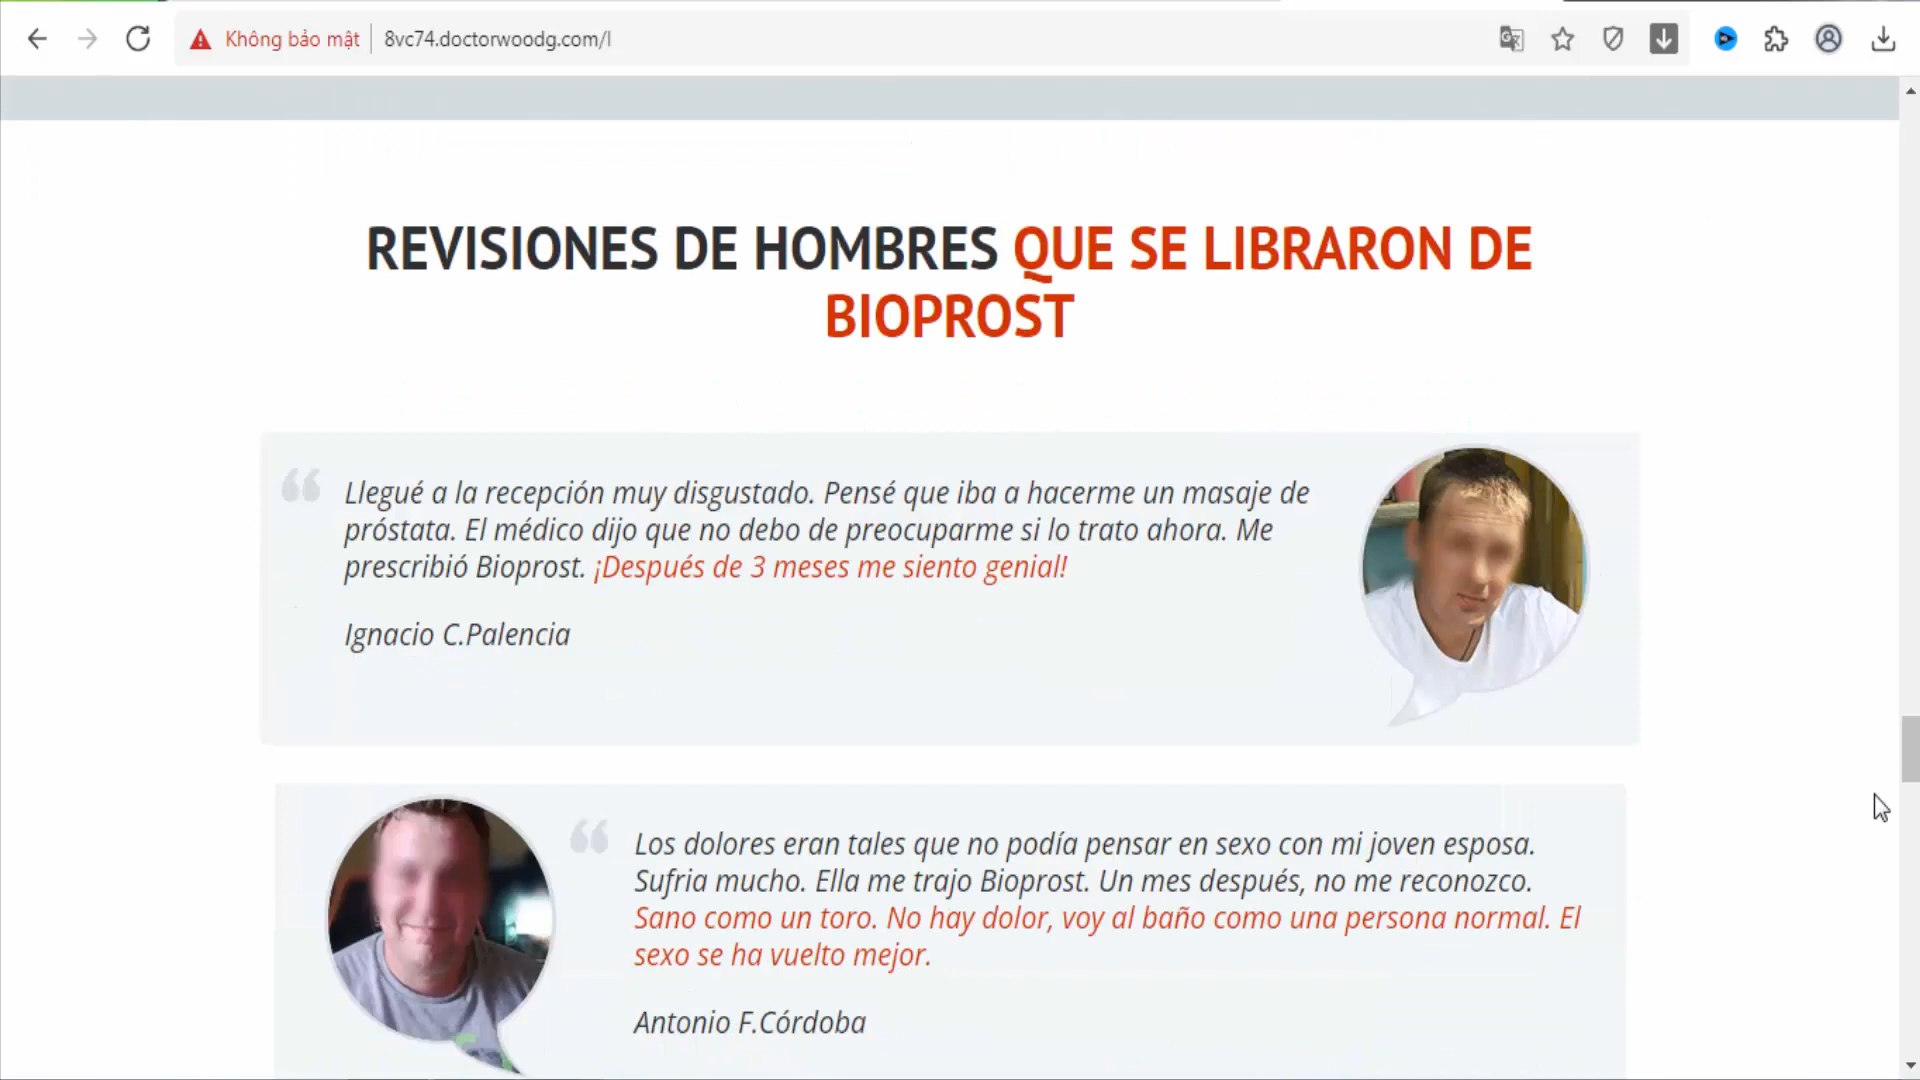 Không bảo mật
8vc74.doctorwoodg.com/l
REVISIONES DE HOMBRES QUE SE LIBRARON DE
BIOPROST
Llegué a la recepción muy disgustado. Pensé que iba a hacerme un masaje de
próstata. El médico dijo que no debo de preocuparme si lo trato ahora. Me
prescribió Bioprost. ¡Después de 3 meses me siento genial!
Ignacio C.Palencia
Los dolores eran tales que no podía pensar en sexo con mi joven esposa.
Sufria mucho. Ella me trajo Bioprost. Un mes después, no me reconozco.
Sano como un toro. No hay dolor, voy al baño como una persona normal. El
sexo se ha vuelto mejor.
Antonio F.Córdoba